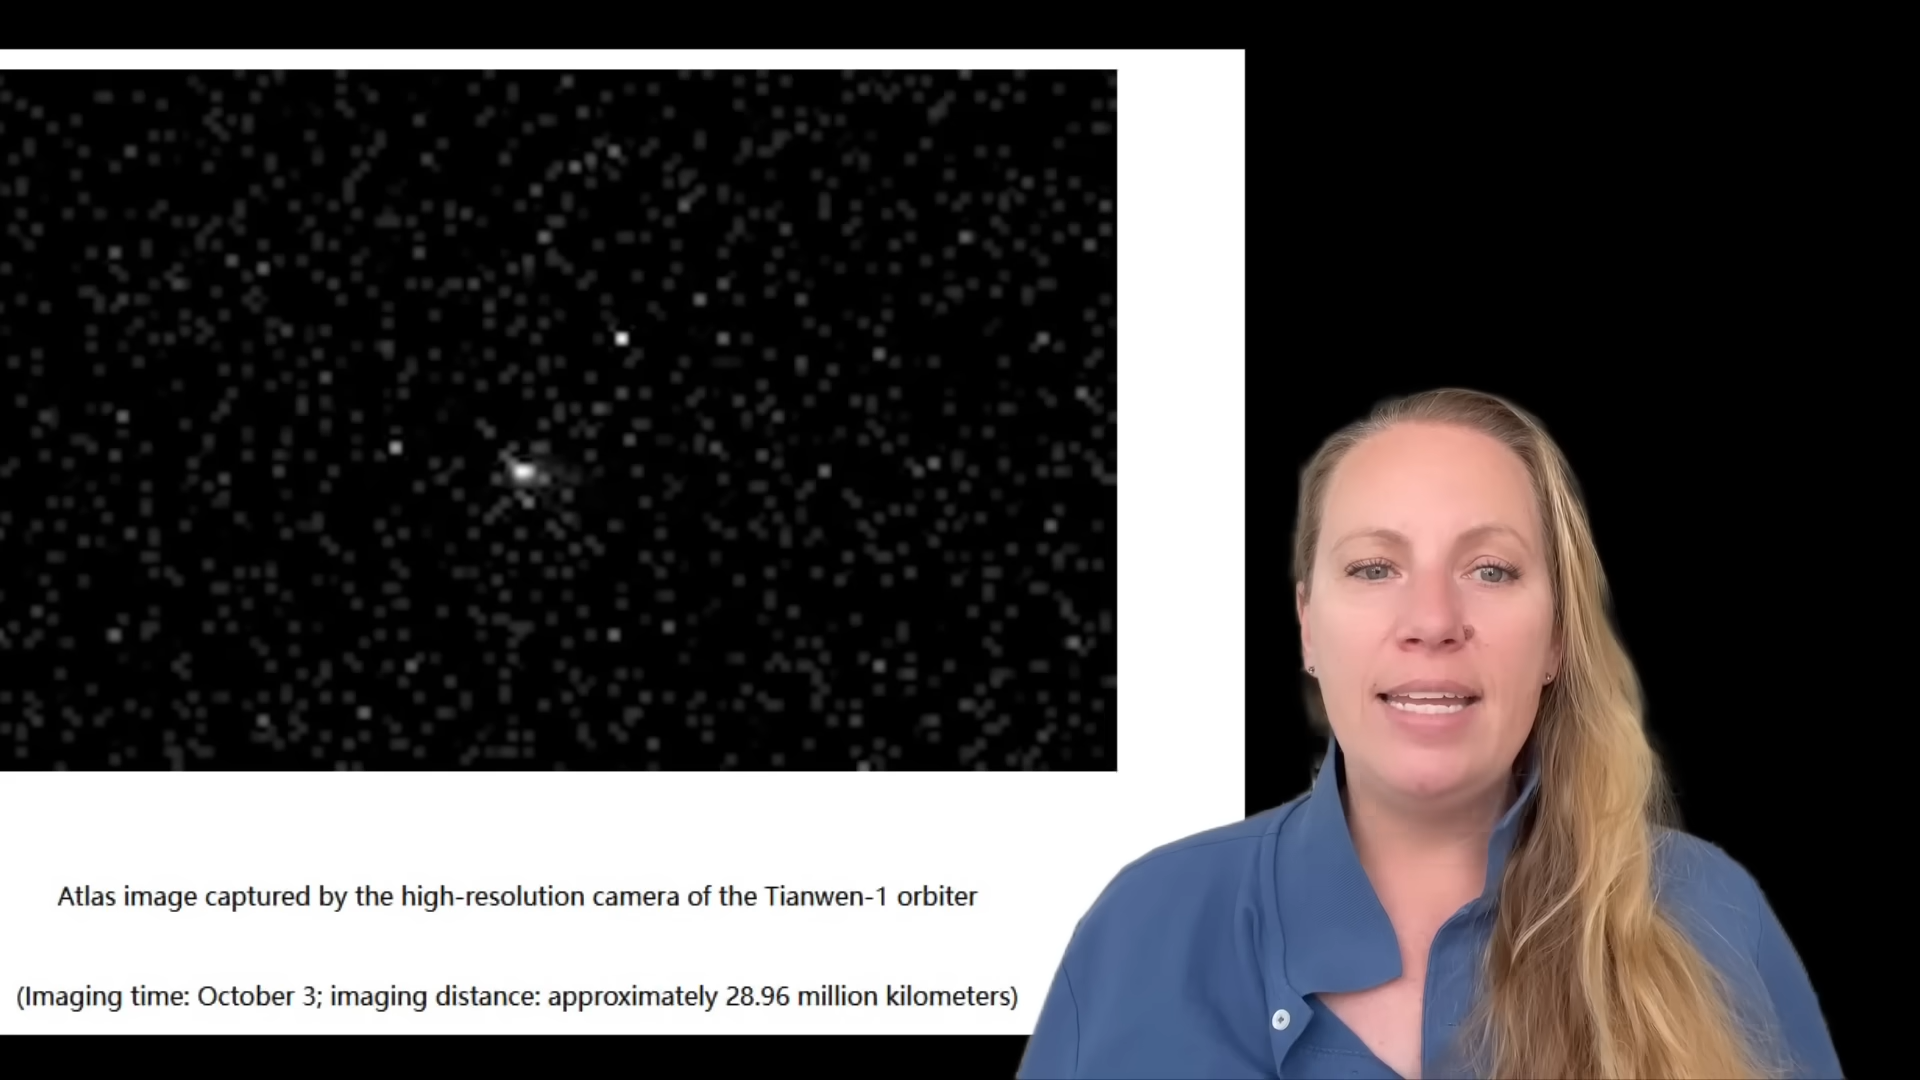 Atlas image captured by the high-resolution camera of the Tianwen-1 orbiter
(Imaging time: October 3; imaging distance: approximately 28.96 million kilometers)